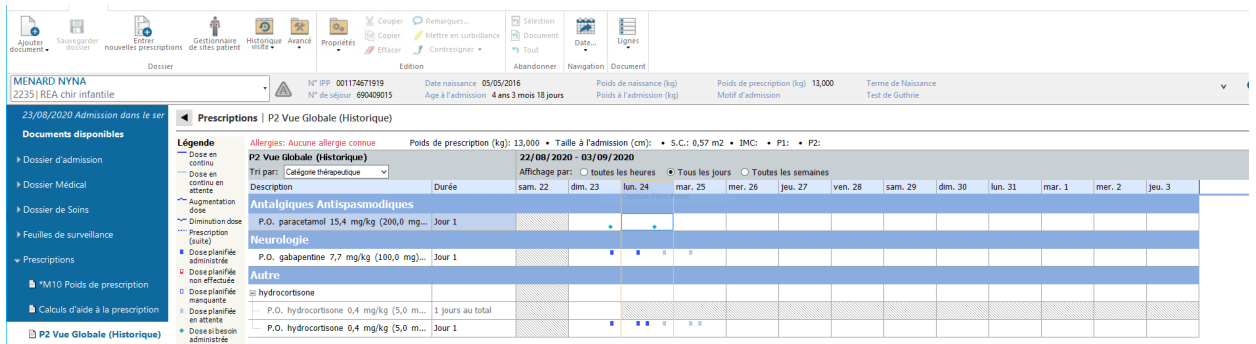 Ajouter document
Sauvegarder dossier
Entrer nouvelles prescriptions
Gestionnaire de sites patient
Historique visite
Avancé
Propriétés
Couper
Copier
Effacer
Remarques...
Mettre en surbrillance
Contresigner
Sélection
Document
Tout
Date...
Lignes
Dossier
Edition
Abandonner
Navigation
Document
MENARD NYNA
2235| REA chir infantile
N° IPP 001174671919
N° de séjour 690409015
Date naissance 05/05/2016
Age à l'admission 4 ans 3 mois 18 jours
Poids de naissance (kg)
Poids à l'admission (kg)
Poids de prescription (kg) 13,000
Motif d'admission
Terme de Naissance
Test de Guthrie
23/08/2020 Admission dans le ser
Documents disponibles
Dossier d'admission
Dossier Médical
Dossier de Soins
Feuilles de surveillance
Prescriptions
*M10 Poids de prescription
Calculs d'aide à la prescription
P2 Vue Globale (Historique)
Prescriptions | P2 Vue Globale (Historique)
Légende
Dose en continu
Dose en continu en attente
Augmentation dose
Diminution dose
Prescription (suite)
Dose planifiée administrée
Dose planifiée non effectuée
Dose planifiée manquante
Dose planifiée en attente
Dose si besoin administrée
Allergies: Aucune allergie connue Poids de prescription (kg): 13,000 • Taille à l'admission (cm): • S.C.: 0,57 m2 • IMC: • P1: • P2:
P2 Vue Globale (Historique) 22/08/2020 - 03/09/2020
Tri par: Catégorie thérapeutique Affichage par: toutes les heures Tous les jours Toutes les semaines
Description Durée sam. 22 dim. 23 lun. 24 mar. 25 mer. 26 jeu. 27 ven. 28 sam. 29 dim. 30 lun. 31 mar. 1 mer. 2 jeu. 3
Antalgiques Antispasmodiques
P.O. paracetamol 15,4 mg/kg (200,0 mg... Jour 1
Neurologie
P.O. gabapentine 7,7 mg/kg (100,0 mg)... Jour 1
Autre
hydrocortisone
P.O. hydrocortisone 0,4 mg/kg (5,0 m... 1 jours au total
P.O. hydrocortisone 0,4 mg/kg (5,0 m... Jour 1